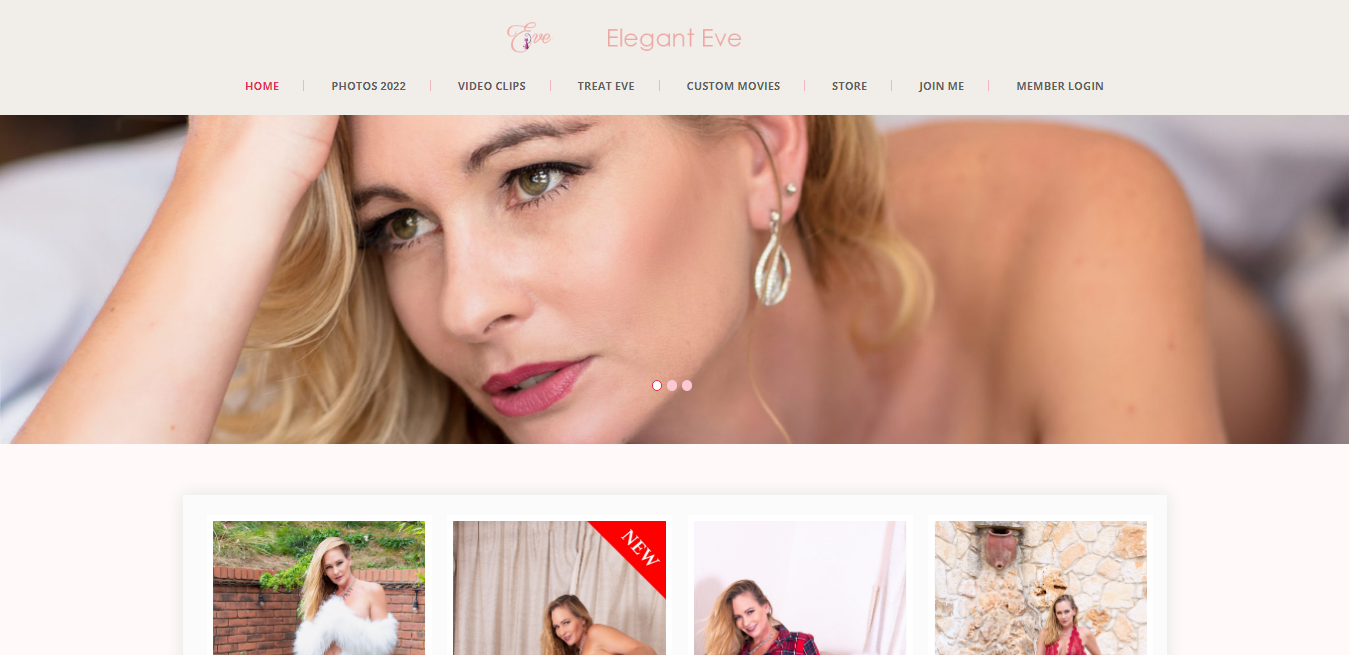 Eve
Elegant Eve
HOME
PHOTOS 2022
VIDEO CLIPS
TREAT EVE
CUSTOM MOVIES
STORE
JOIN ME
MEMBER LOGIN
NEW